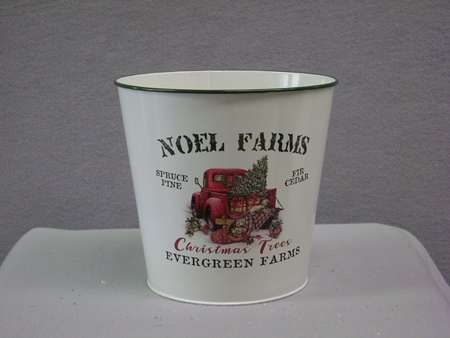 NOEL FARMS
SPRUCE
PINE
FIR
CEDAR
Christmas Trees
EVERGREEN FARMS